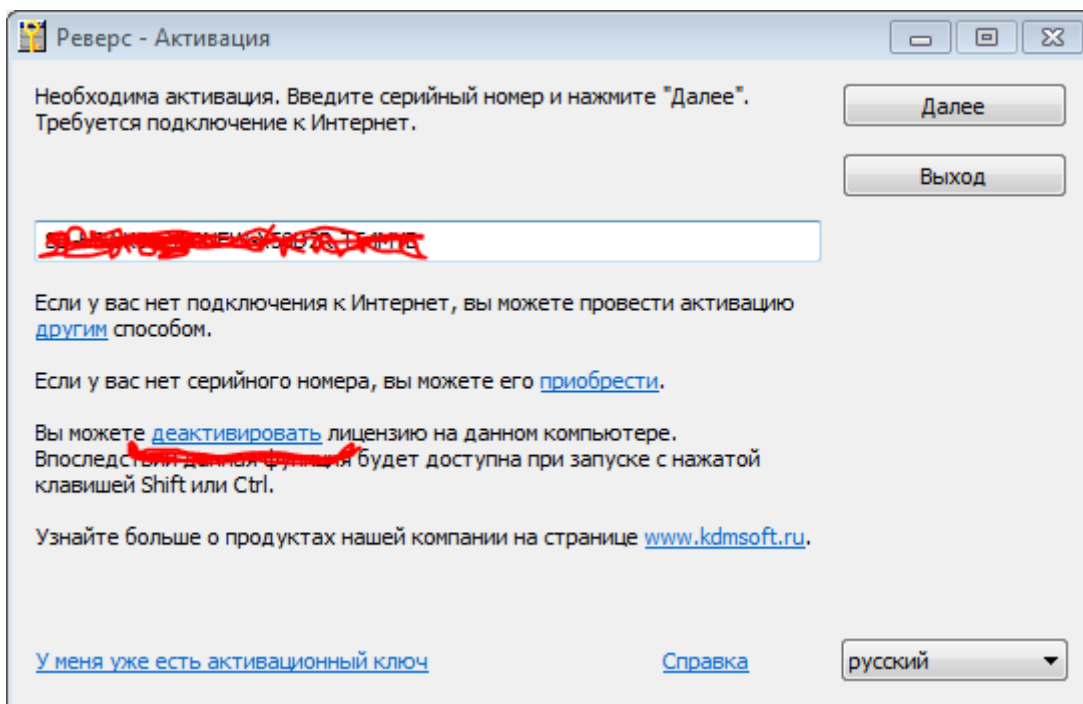 Реверс - Активация
Необходима активация. Введите серийный номер и нажмите "Далее".
Требуется подключение к Интернет.
Далее
Выход
Если у вас нет подключения к Интернет, вы можете провести активацию
другим способом.
Если у вас нет серийного номера, вы можете его приобрести.
Вы можете деактивировать лицензию на данном компьютере.
Впоследствии данная функция будет доступна при запуске с нажатой
клавишей Shift или Ctrl.
Узнайте больше о продуктах нашей компании на странице www.kdmsoft.ru.
У меня уже есть активационный ключ
Справка
русский